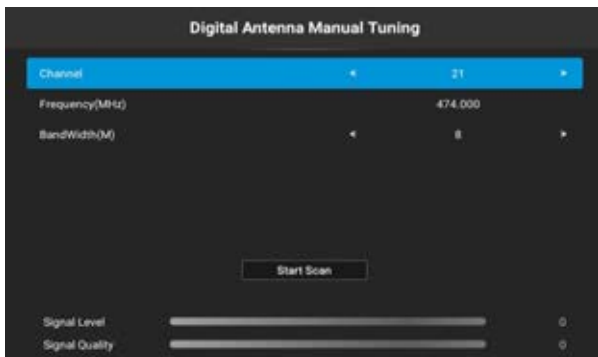 Digital Antenna Manual Tuning
Channel 21
Frequency(MHz) 474.000
BandWidth(M) 8
Start Scan
Signal Level 0
Signal Quality 0